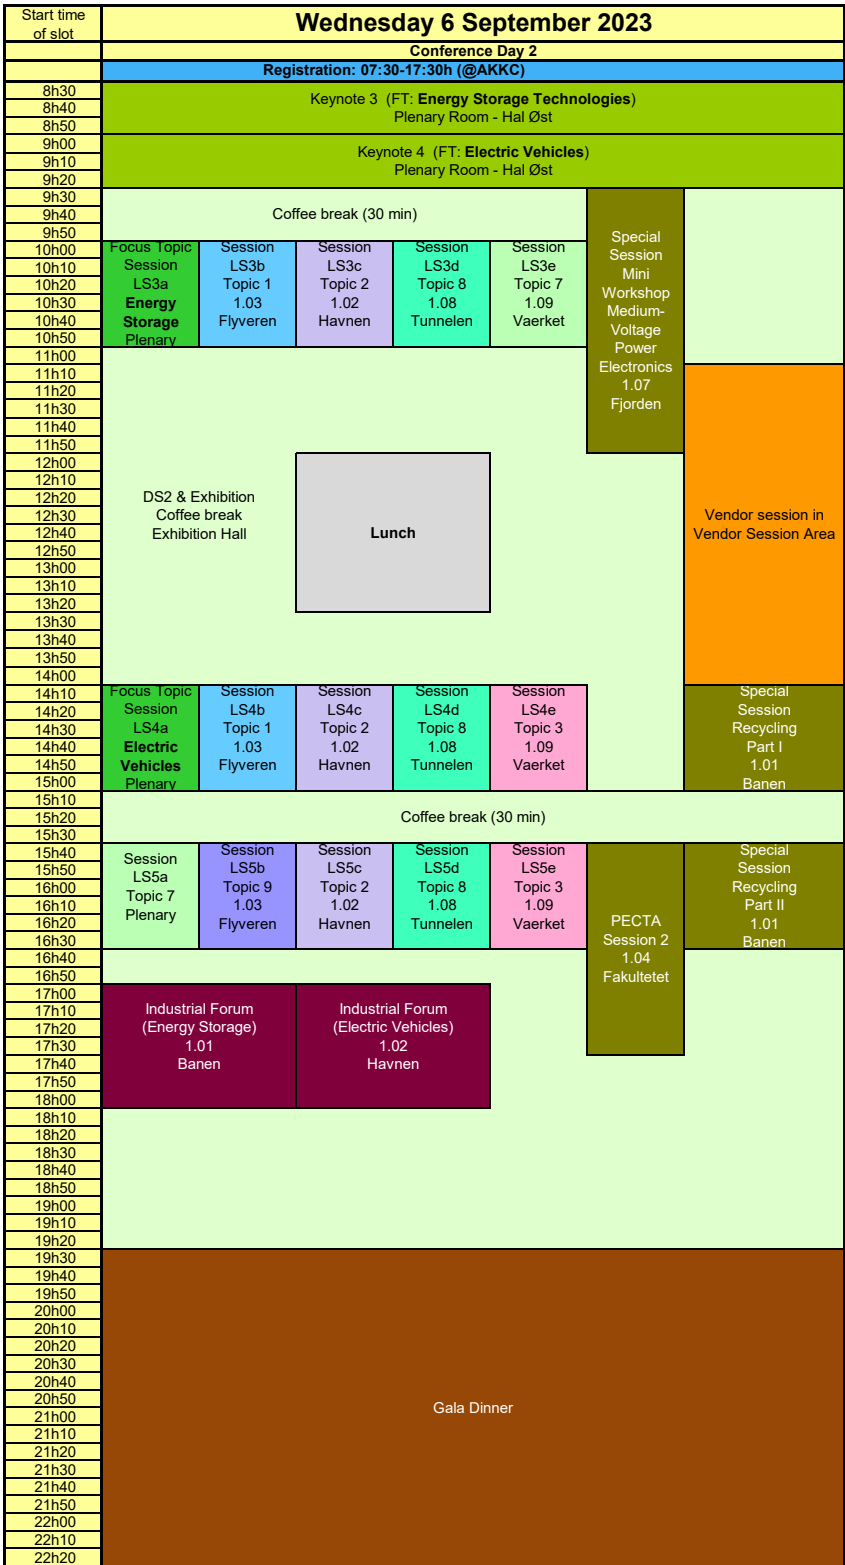 Start time
of slot
Wednesday 6 September 2023
Conference Day 2
Registration: 07:30-17:30h (@AKKC)
8h30
8h40
8h50
Keynote 3 (FT: Energy Storage Technologies)
Plenary Room - Hal Øst
9h00
9h10
9h20
Keynote 4 (FT: Electric Vehicles)
Plenary Room - Hal Øst
9h30
9h40
9h50
Coffee break (30 min)
10h00
10h10
10h20
10h30
10h40
10h50
Focus Topic
Session
LS3a
Energy
Storage
Plenary
Session
LS3b
Topic 1
1.03
Flyveren
Session
LS3c
Topic 2
1.02
Havnen
Session
LS3d
Topic 8
1.08
Tunnelen
Session
LS3e
Topic 7
1.09
Vaerket
Special
Session
Mini
Workshop
Medium-
Voltage
Power
Electronics
1.07
Fjorden
11h00
11h10
11h20
11h30
11h40
11h50
12h00
12h10
12h20
12h30
12h40
12h50
13h00
13h10
13h20
13h30
13h40
13h50
14h00
DS2 & Exhibition
Coffee break
Exhibition Hall
Lunch
Vendor session in
Vendor Session Area
14h10
14h20
14h30
14h40
14h50
15h00
Focus Topic
Session
LS4a
Electric
Vehicles
Plenary
Session
LS4b
Topic 1
1.03
Flyveren
Session
LS4c
Topic 2
1.02
Havnen
Session
LS4d
Topic 8
1.08
Tunnelen
Session
LS4e
Topic 3
1.09
Vaerket
Special
Session
Recycling
Part I
1.01
Banen
15h10
15h20
15h30
Coffee break (30 min)
15h40
15h50
16h00
16h10
16h20
16h30
Session
LS5a
Topic 7
Plenary
Session
LS5b
Topic 9
1.03
Flyveren
Session
LS5c
Topic 2
1.02
Havnen
Session
LS5d
Topic 8
1.08
Tunnelen
Session
LS5e
Topic 3
1.09
Vaerket
PECTA
Session 2
1.04
Fakultetet
Special
Session
Recycling
Part II
1.01
Banen
16h40
16h50
17h00
17h10
17h20
17h30
17h40
17h50
18h00
Industrial Forum
(Energy Storage)
1.01
Banen
Industrial Forum
(Electric Vehicles)
1.02
Havnen
18h10
18h20
18h30
18h40
18h50
19h00
19h10
19h20
19h30
19h40
19h50
20h00
20h10
20h20
20h30
20h40
20h50
21h00
21h10
21h20
21h30
21h40
21h50
22h00
22h10
22h20
Gala Dinner